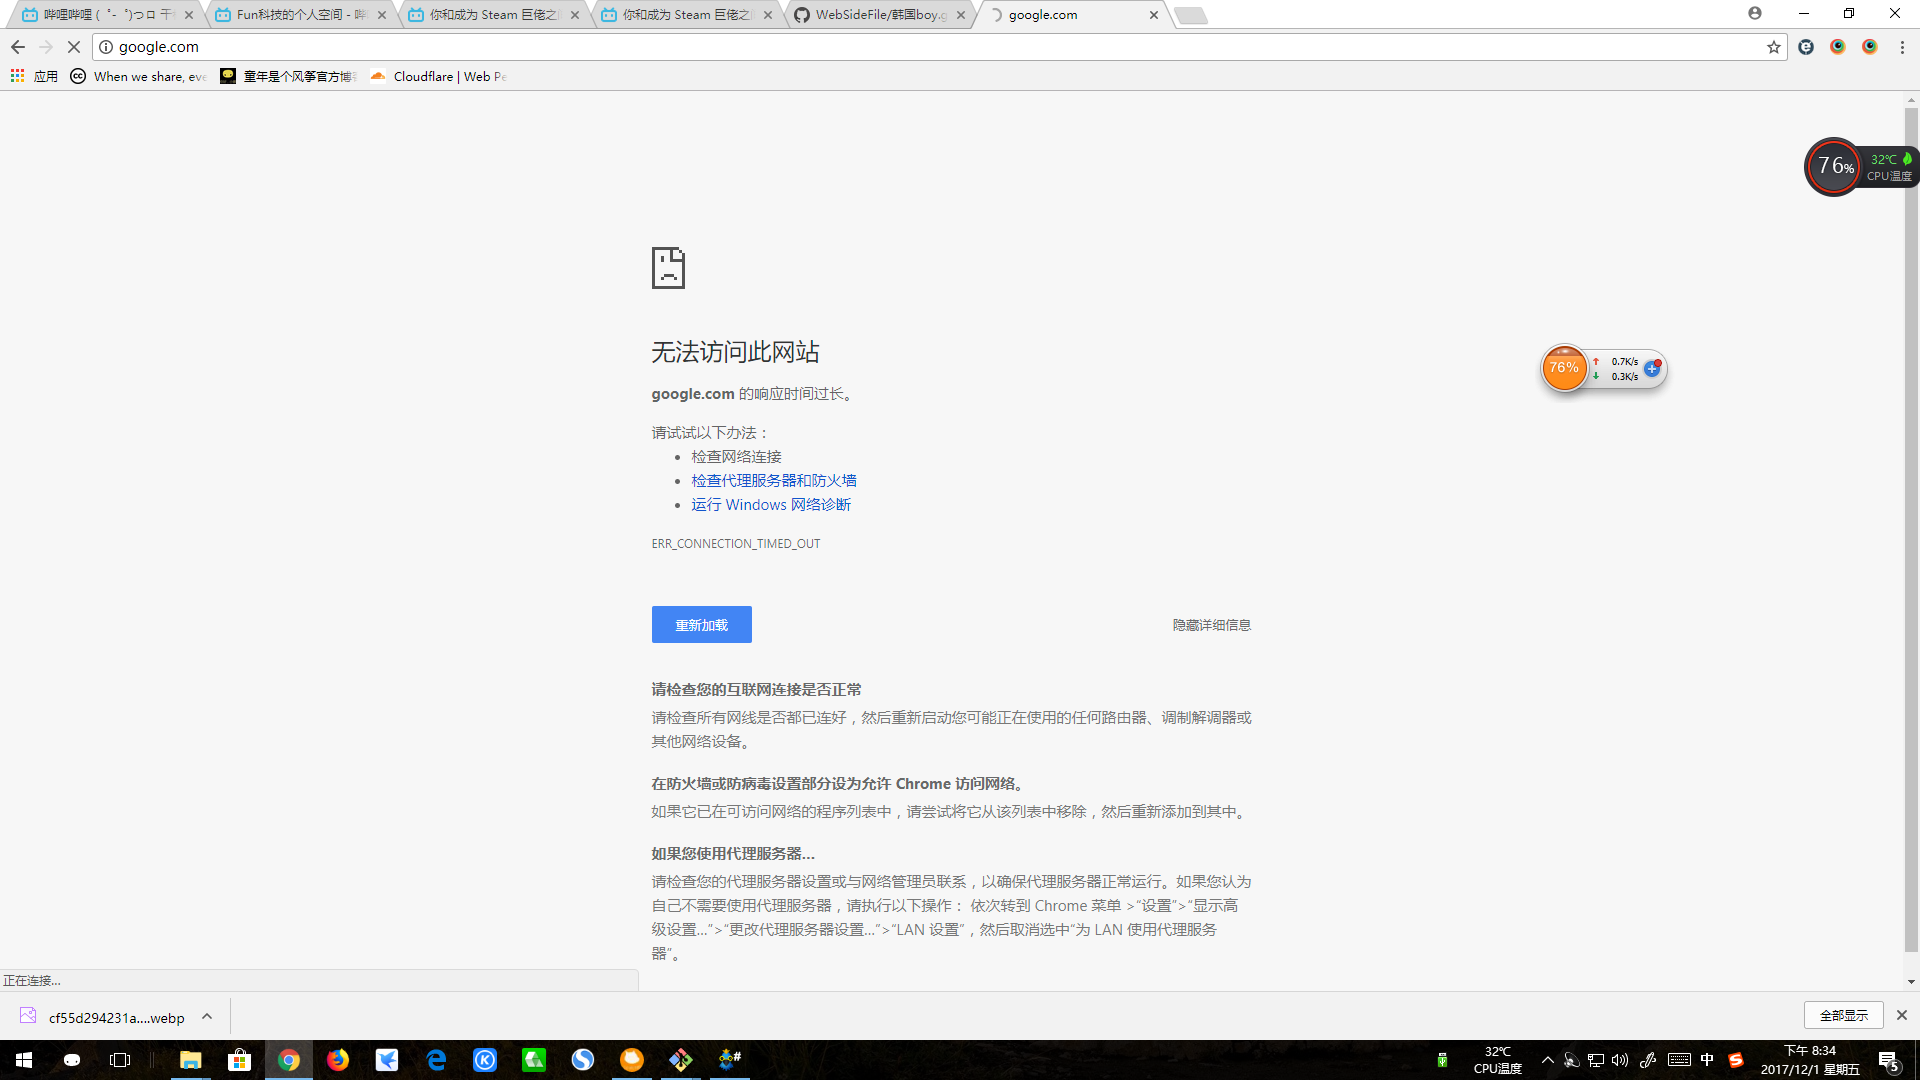 哔哩哔哩 ( ゜- ゜)つロ 干
Fun科技的个人空间 - 哔
你和成为 Steam 巨佬之
你和成为 Steam 巨佬之
WebSideFile/韩国boy.g
google.com
google.com
应用
When we share, eve
童年是个风筝官方博
Cloudflare | Web Pe
76%
32℃
CPU温度
无法访问此网站
google.com 的响应时间过长。
76%
0.7K/s
0.3K/s
请试试以下办法：
检查网络连接
检查代理服务器和防火墙
运行 Windows 网络诊断
ERR_CONNECTION_TIMED_OUT
重新加载
隐藏详细信息
请检查您的互联网连接是否正常
请检查所有网线是否都已连好，然后重新启动您可能正在使用的任何路由器、调制解调器或
其他网络设备。
在防火墙或防病毒设置部分设为允许 Chrome 访问网络。
如果它已在可访问网络的程序列表中，请尝试将它从该列表中移除，然后重新添加到其中。
如果您使用代理服务器...
请检查您的代理服务器设置或与网络管理员联系，以确保代理服务器正常运行。如果您认为
自己不需要使用代理服务器，请执行以下操作： 依次转到 Chrome 菜单 >“设置”>“显示高
级设置...”>“更改代理服务器设置...”>“LAN 设置”，然后取消选中“为 LAN 使用代理服务
器”。
正在连接...
cf55d294231a....webp
全部显示
32℃
CPU温度
中
下午 8:34
2017/12/1 星期五
5